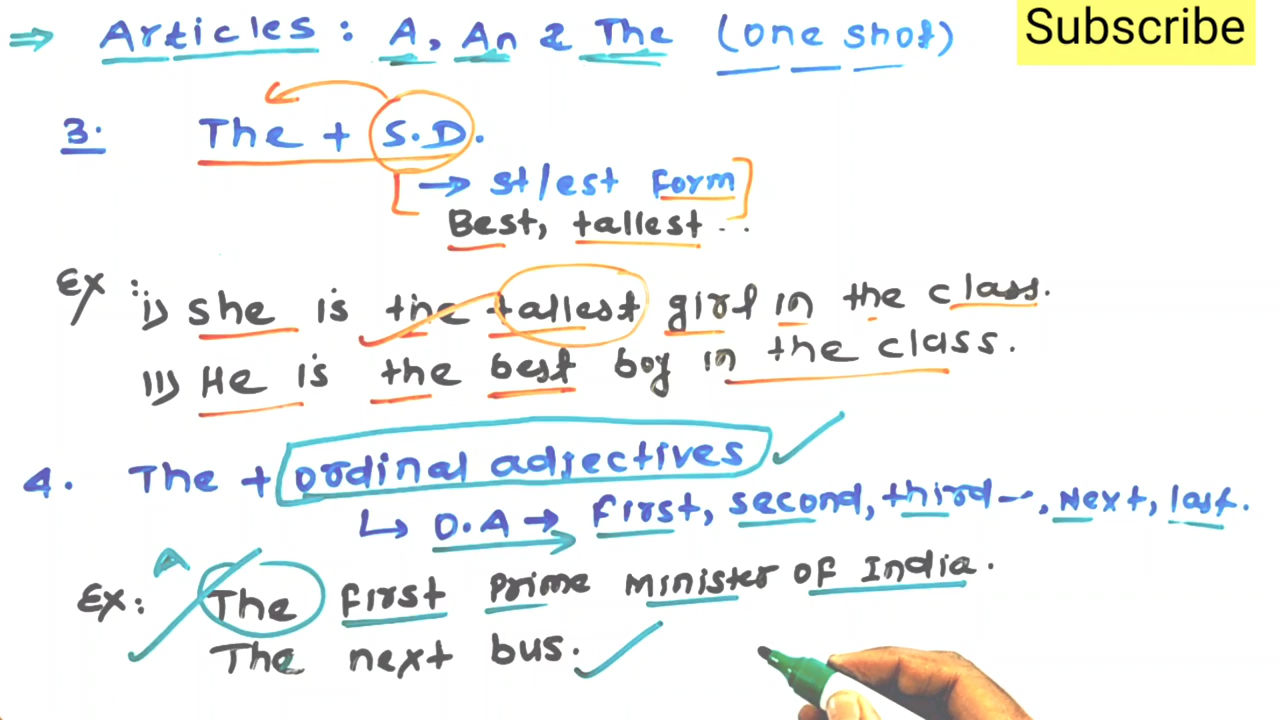 ⇒ Articles : A, An & The (one shot)
Subscribe
3. The + S.D.
→ st/est Form
Best, tallest ..
Ex : i) She is the tallest girl in the class.
ii) He is the best boy in the class.
4. The + ordinal adjectives
↳ O.A → First, second, third –, Next, last.
A
Ex : The first Prime Minister of India.
The next bus.